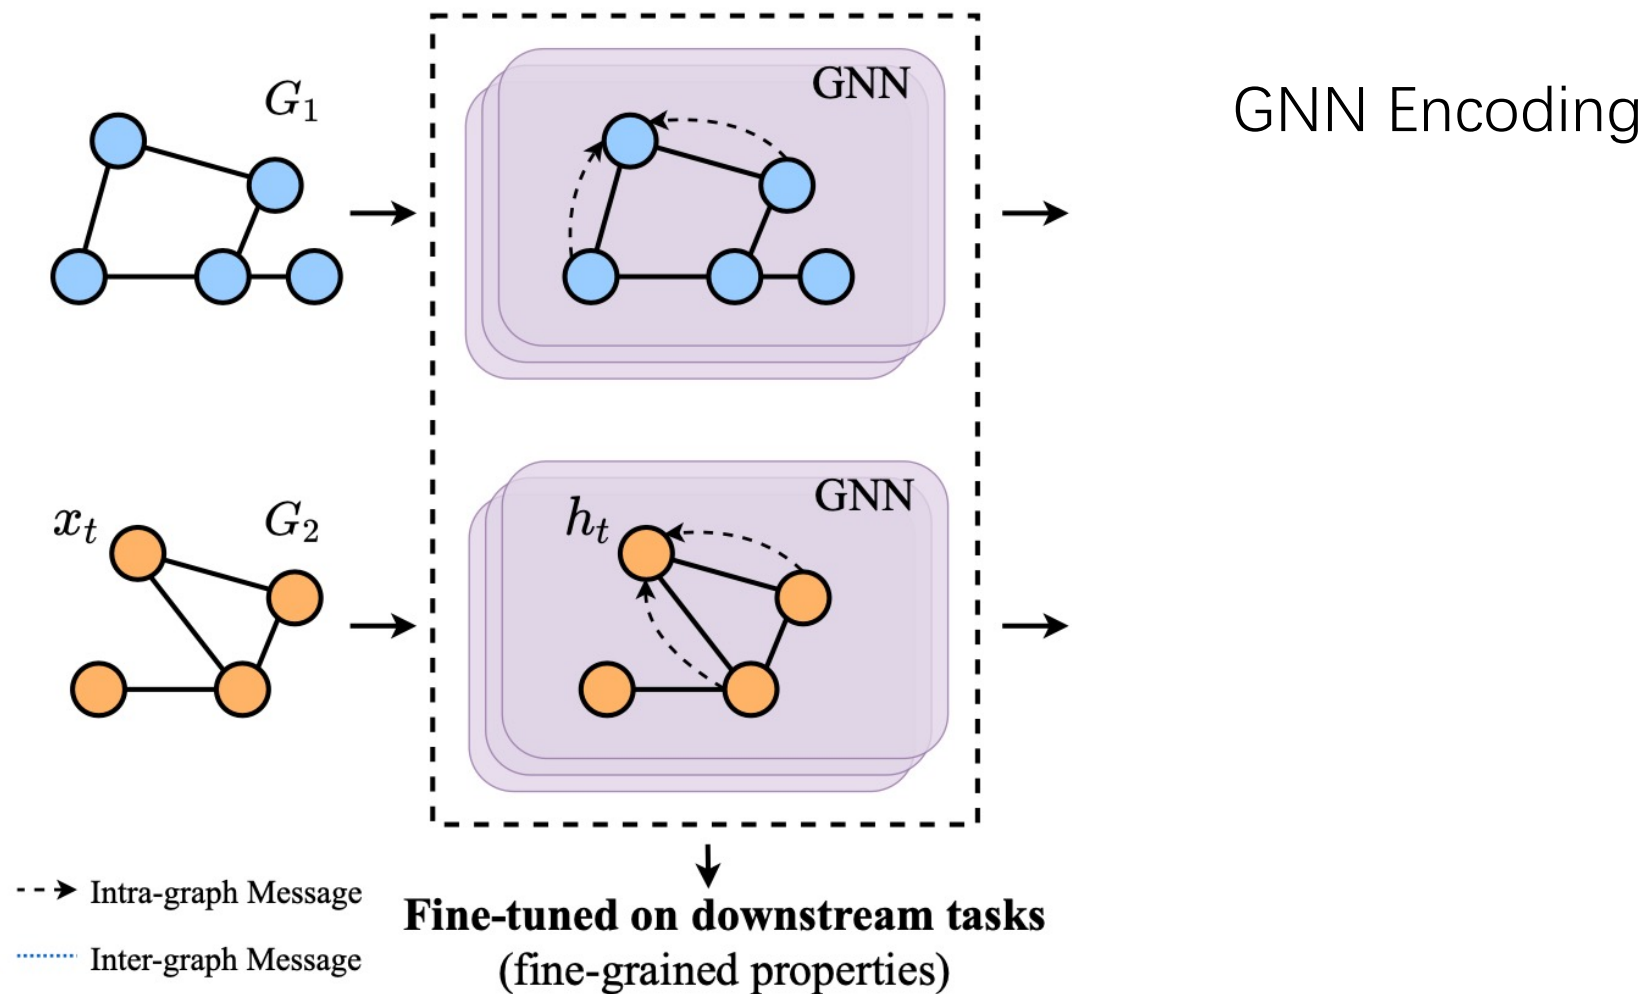 G₁
GNN
GNN Encoding
xₜ
G₂
hₜ
GNN
Intra-graph Message
Inter-graph Message
Fine-tuned on downstream tasks
(fine-grained properties)